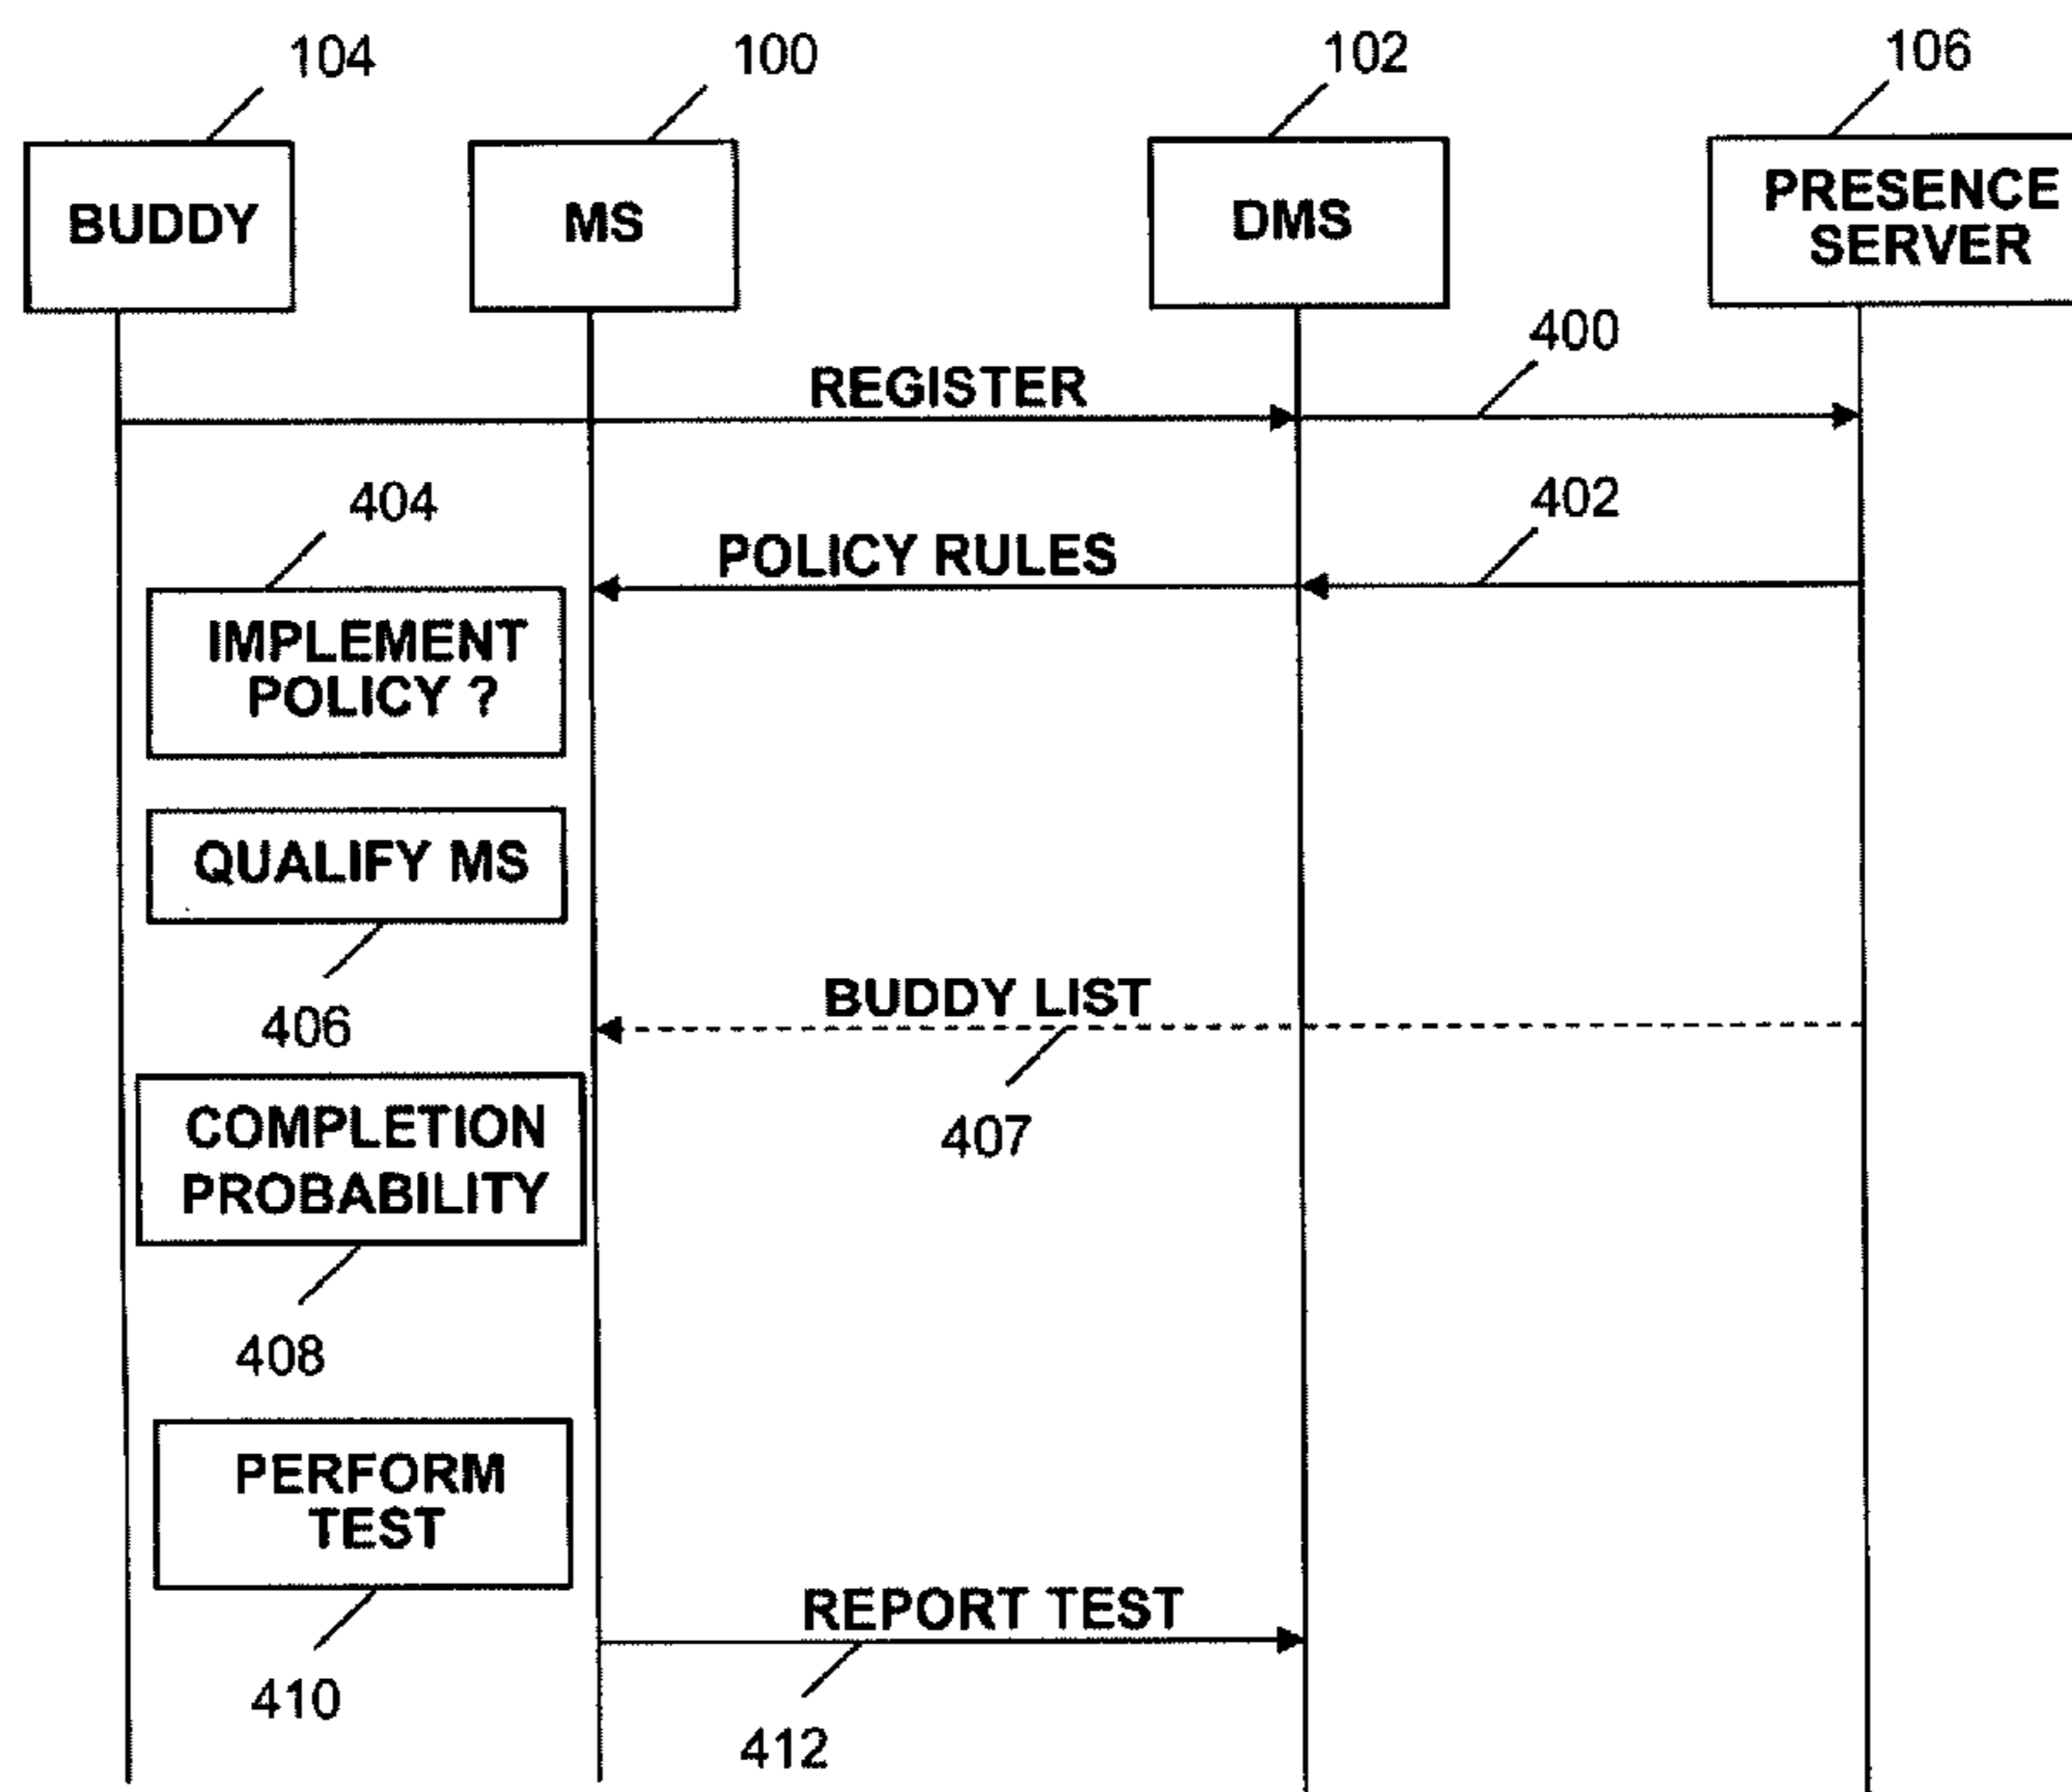 104
100
102
106
BUDDY
MS
DMS
PRESENCE
SERVER
400
REGISTER
404
402
POLICY RULES
IMPLEMENT
POLICY ?
QUALIFY MS
406
BUDDY LIST
407
COMPLETION
PROBABILITY
408
PERFORM
TEST
410
REPORT TEST
412